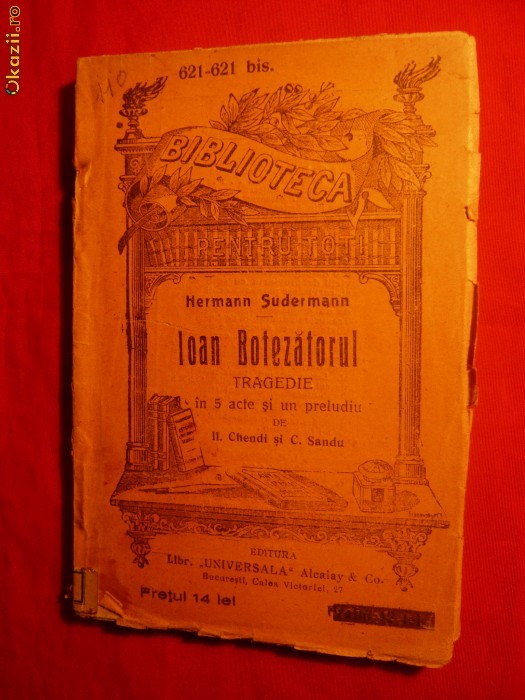 Okazii.ro
110
621-621 bis.
BIBLIOTECA
PENTRU TOȚI
Hermann Sudermann
Ioan Botezătorul
TRAGEDIE
în 5 acte și un preludiu
DE
Il. Chendi și C. Sandu
EDITURA
Libr. „UNIVERSALA" Alcalay & Co.
București, Calea Victoriei, 27
Prețul 14 lei